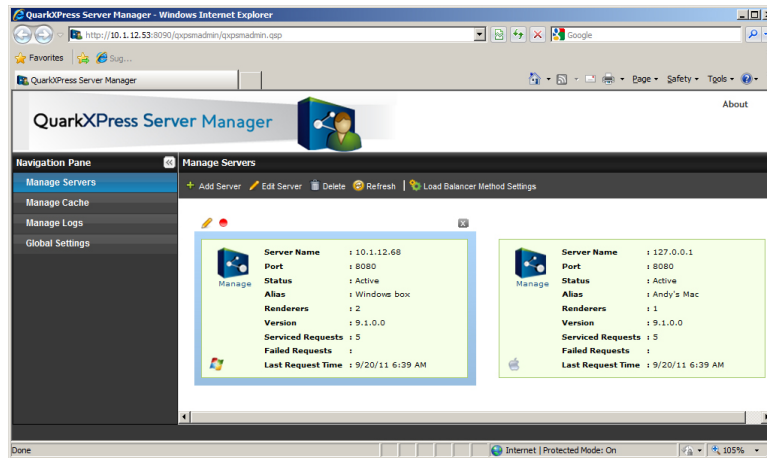 QuarkXPress Server Manager - Windows Internet Explorer
http://10.1.12.53:8090/qxpsmadmin/qxpsmadmin.qsp
Google
Favorites Sug...
QuarkXPress Server Manager
Page Safety Tools
About
QuarkXPress Server Manager
Navigation Pane
Manage Servers
Manage Cache
Manage Logs
Global Settings
Manage Servers
Add Server Edit Server Delete Refresh | Load Balancer Method Settings
Manage
Server Name : 10.1.12.68
Port : 8080
Status : Active
Alias : Windows box
Renderers : 2
Version : 9.1.0.0
Serviced Requests : 5
Failed Requests :
Last Request Time : 9/20/11 6:39 AM
Manage
Server Name : 127.0.0.1
Port : 8080
Status : Active
Alias : Andy's Mac
Renderers : 1
Version : 9.1.0.0
Serviced Requests : 5
Failed Requests :
Last Request Time : 9/20/11 6:39 AM
Done
Internet | Protected Mode: On
105%